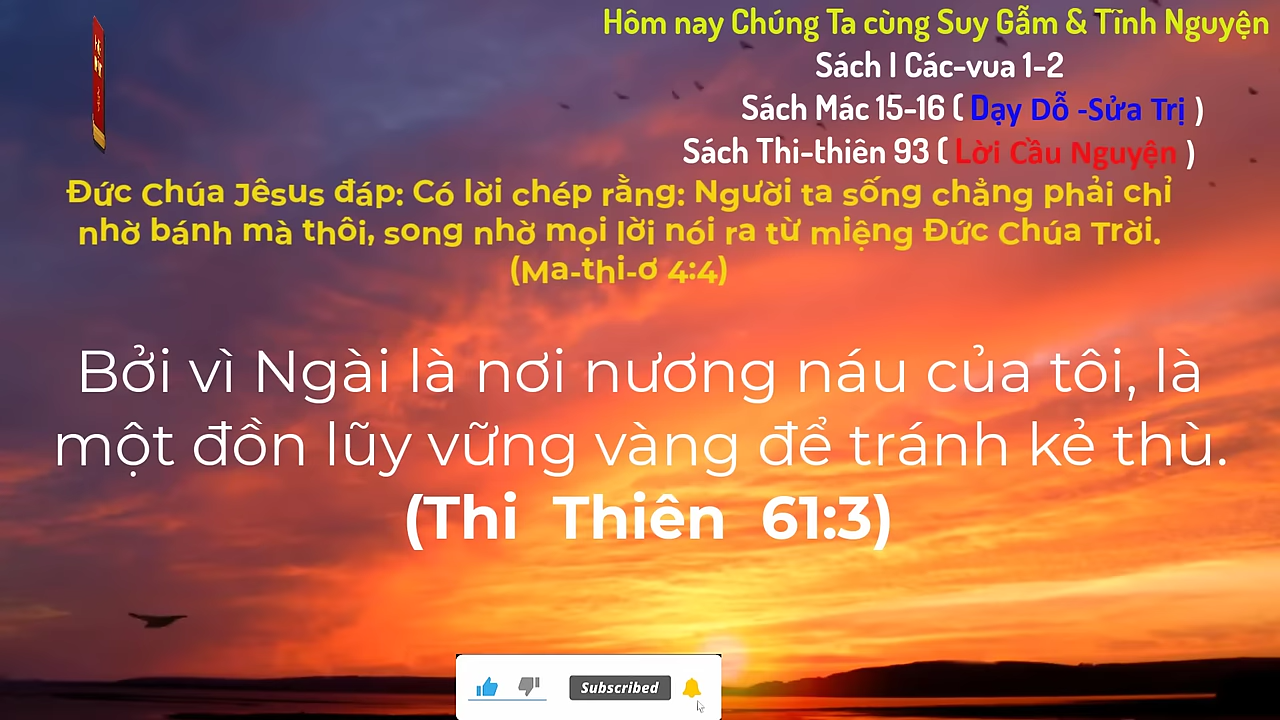 Hôm nay Chúng Ta cùng Suy Gẫm & Tĩnh Nguyện
Sách I Các-vua 1-2
Sách Mác 15-16 ( Dạy Dỗ -Sửa Trị )
Sách Thi-thiên 93 ( Lời Cầu Nguyện )
Đức Chúa Jêsus đáp: Có lời chép rằng: Người ta sống chẳng phải chỉ
nhờ bánh mà thôi, song nhờ mọi lời nói ra từ miệng Đức Chúa Trời.
(Ma-thi-ơ 4:4)
Bởi vì Ngài là nơi nương náu của tôi, là
một đồn lũy vững vàng để tránh kẻ thù.
(Thi Thiên 61:3)
Subscribed